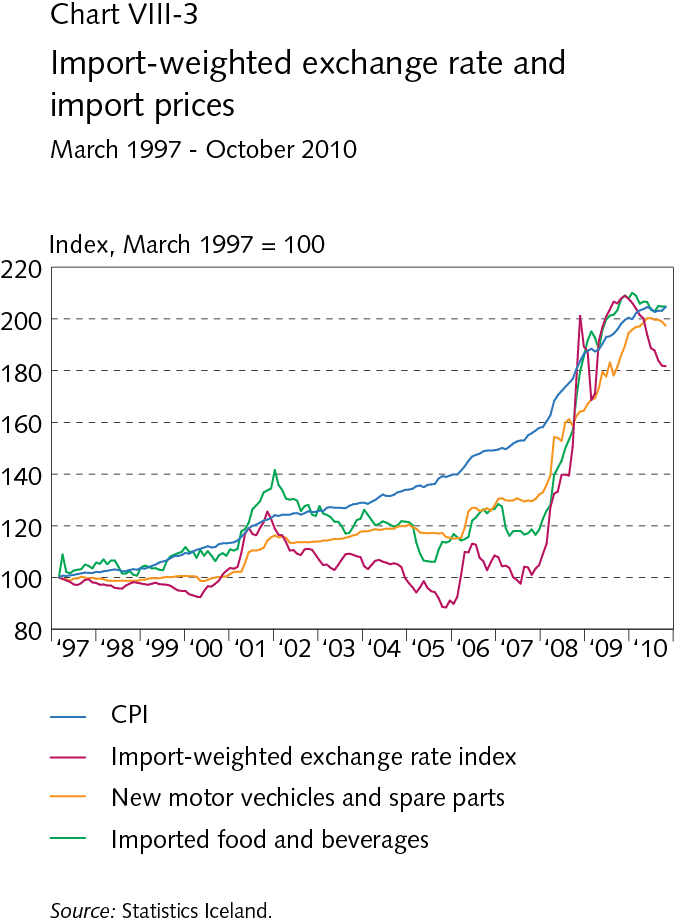 Chart VIII-3
Import-weighted exchange rate and
import prices
March 1997 - October 2010
Index, March 1997 = 100
220
200
180
160
140
120
100
80
‘97 ‘98 ‘99 ‘00 ‘01 ‘02 ‘03 ‘04 ‘05 ‘06 ‘07 ‘08 ‘09 ‘10
CPI
Import-weighted exchange rate index
New motor vechicles and spare parts
Imported food and beverages
Source: Statistics Iceland.